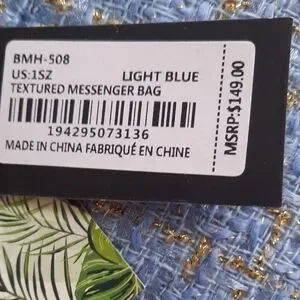 BMH-508
US:1SZ LIGHT BLUE
TEXTURED MESSENGER BAG
194295073136
MADE IN CHINA FABRIQUÉ EN CHINE
MSRP:$149.00